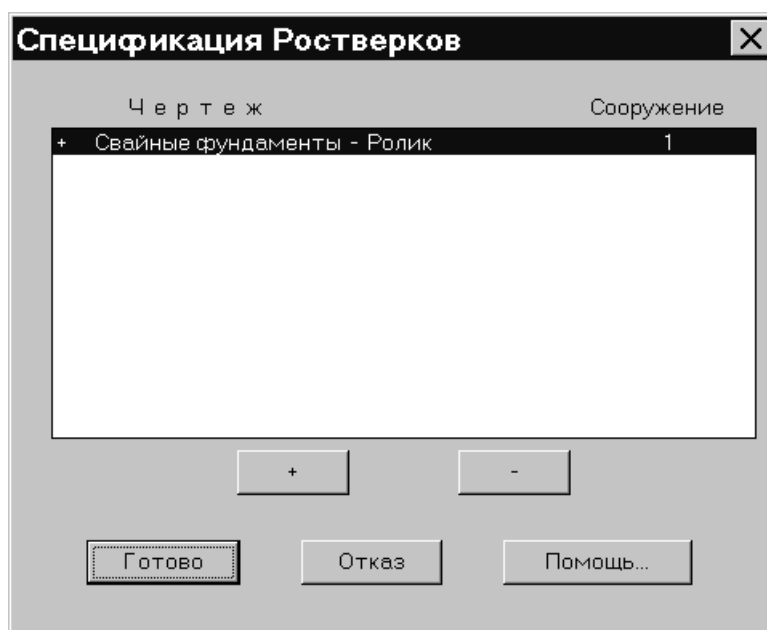 Спецификация Ростверков
Чертеж Сооружение
+ Свайные фундаменты - Ролик 1
+ -
Готово Отказ Помощь...